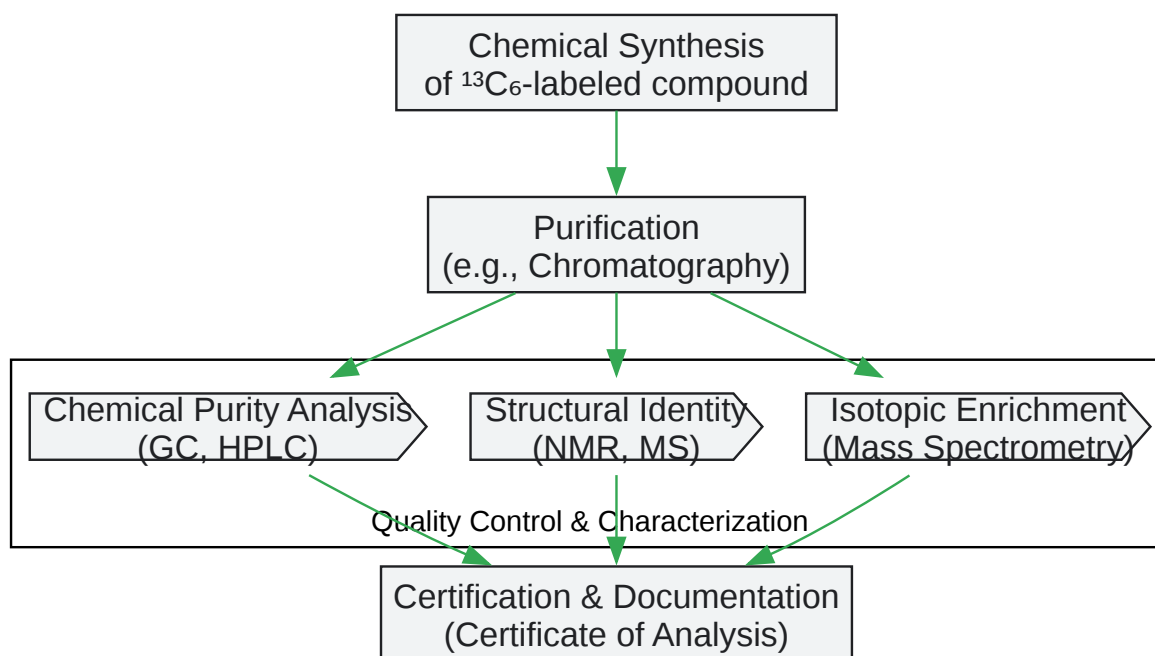 Chemical Synthesis
of ¹³C₆-labeled compound
Purification
(e.g., Chromatography)
Chemical Purity Analysis
(GC, HPLC)
Structural Identity
(NMR, MS)
Isotopic Enrichment
(Mass Spectrometry)
Quality Control & Characterization
Certification & Documentation
(Certificate of Analysis)